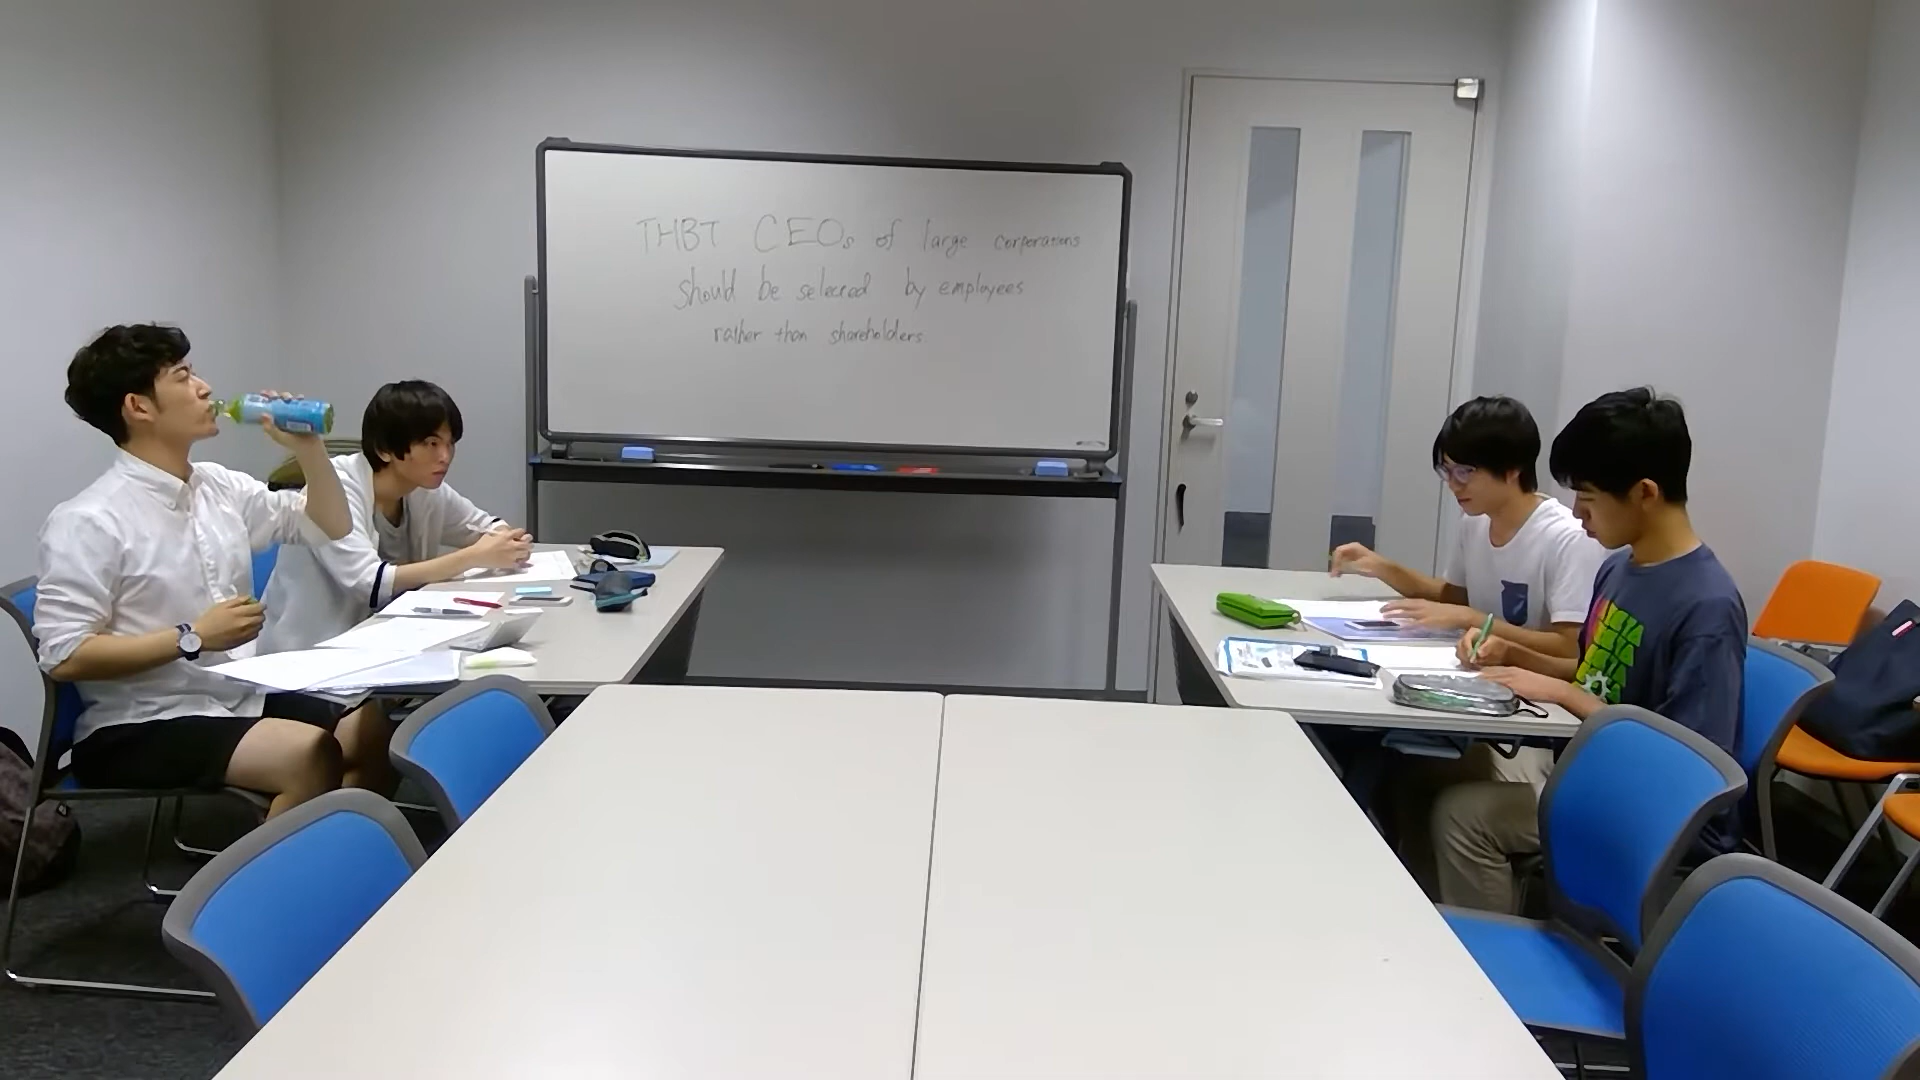 THBT CEOs of large corporations
should be selected by employees
rather than shareholders.